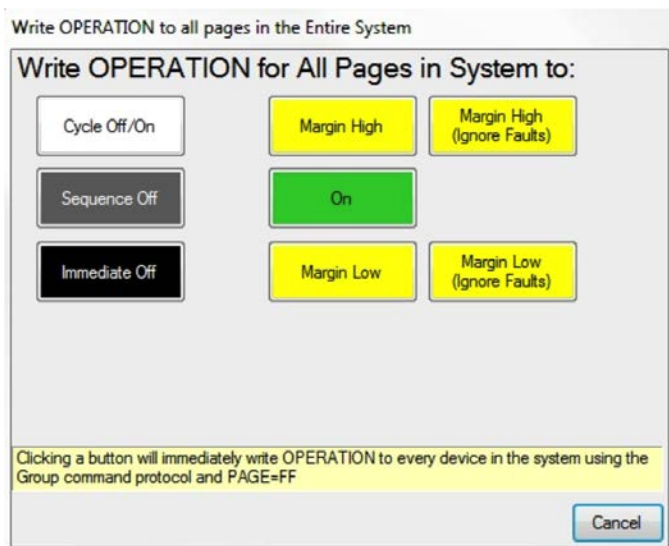 Write OPERATION to all pages in the Entire System
Write OPERATION for All Pages in System to:
Cycle Off/On
Margin High
Margin High
(Ignore Faults)
Sequence Off
On
Immediate Off
Margin Low
Margin Low
(Ignore Faults)
Clicking a button will immediately write OPERATION to every device in the system using the
Group command protocol and PAGE=FF
Cancel